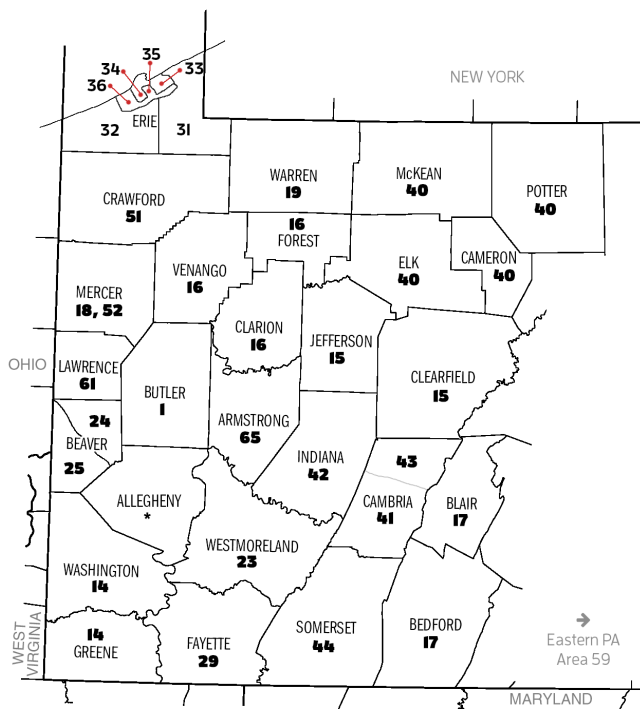 35
34
33
36
NEW YORK
ERIE
32
31
WARREN
19
McKEAN
40
POTTER
40
CRAWFORD
51
16
FOREST
VENANGO
16
ELK
40
CAMERON
40
MERCER
18, 52
CLARION
16
JEFFERSON
15
OHIO
LAWRENCE
61
BUTLER
1
CLEARFIELD
15
24
BEAVER
25
ARMSTRONG
65
INDIANA
42
43
CAMBRIA
41
BLAIR
17
ALLEGHENY
*
WESTMORELAND
23
WASHINGTON
14
WEST
VIRGINIA
14
GREENE
FAYETTE
29
SOMERSET
44
BEDFORD
17
→
Eastern PA
Area 59
MARYLAND